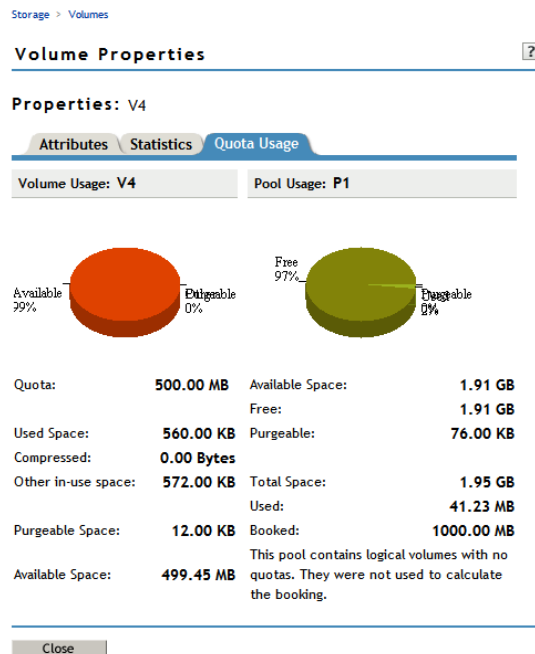 Storage > Volumes
Volume Properties
?
Properties: V4
Attributes Statistics Quota Usage
Volume Usage: V4
Pool Usage: P1
Available
99%
Purgeable
0%
Free
97%
Purgeable
Quota: 500.00 MB
Used Space: 560.00 KB
Compressed: 0.00 Bytes
Other in-use space: 572.00 KB
Purgeable Space: 12.00 KB
Available Space: 499.45 MB
Available Space: 1.91 GB
Free: 1.91 GB
Purgeable: 76.00 KB
Total Space: 1.95 GB
Used: 41.23 MB
Booked: 1000.00 MB
This pool contains logical volumes with no
quotas. They were not used to calculate
the booking.
Close